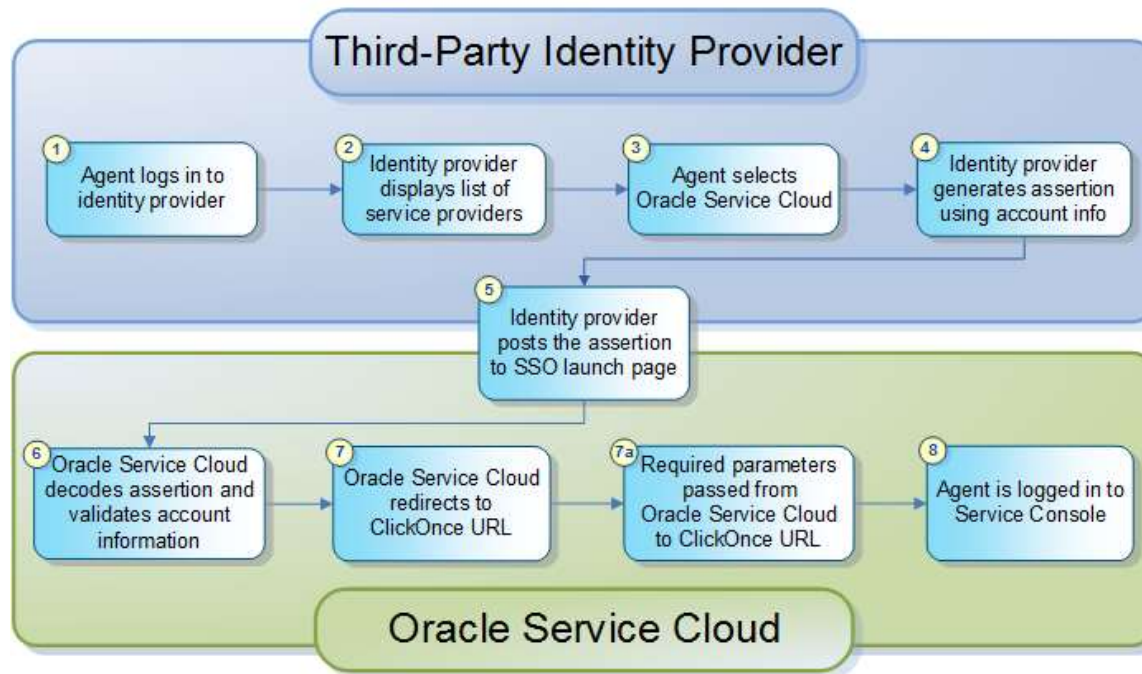 Third-Party Identity Provider
1
Agent logs in to
identity provider
2
Identity provider
displays list of
service providers
3
Agent selects
Oracle Service Cloud
4
Identity provider
generates assertion
using account info
5
Identity provider
posts the assertion
to SSO launch page
6
Oracle Service Cloud
decodes assertion and
validates account
information
7
Oracle Service Cloud
redirects to
ClickOnce URL
7a
Required parameters
passed from
Oracle Service Cloud
to ClickOnce URL
8
Agent is logged in to
Service Console
Oracle Service Cloud